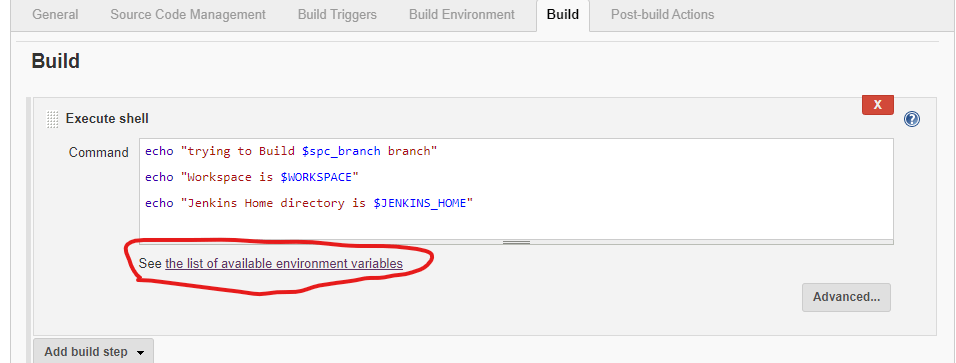 General Source Code Management Build Triggers Build Environment Build Post-build Actions
Build
X
Execute shell
?
Command echo "trying to Build $spc_branch branch"
echo "Workspace is $WORKSPACE"
echo "Jenkins Home directory is $JENKINS_HOME"
See the list of available environment variables
Advanced...
Add build step